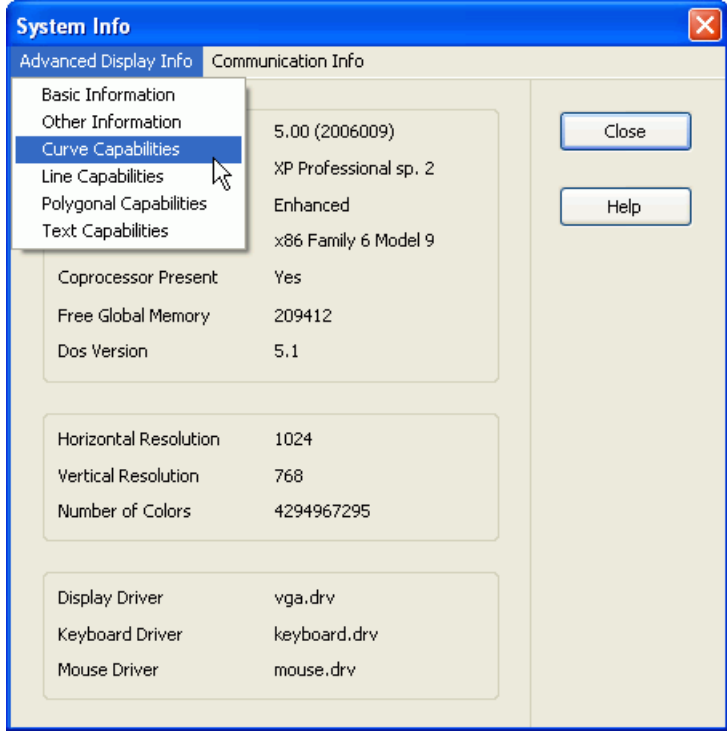 System Info
Advanced Display Info Communication Info
Basic Information
Other Information
Curve Capabilities
Line Capabilities
Polygonal Capabilities
Text Capabilities
5.00 (2006009)
XP Professional sp. 2
Enhanced
x86 Family 6 Model 9
Coprocessor Present Yes
Free Global Memory 209412
Dos Version 5.1
Horizontal Resolution 1024
Vertical Resolution 768
Number of Colors 4294967295
Display Driver vga.drv
Keyboard Driver keyboard.drv
Mouse Driver mouse.drv
Close
Help